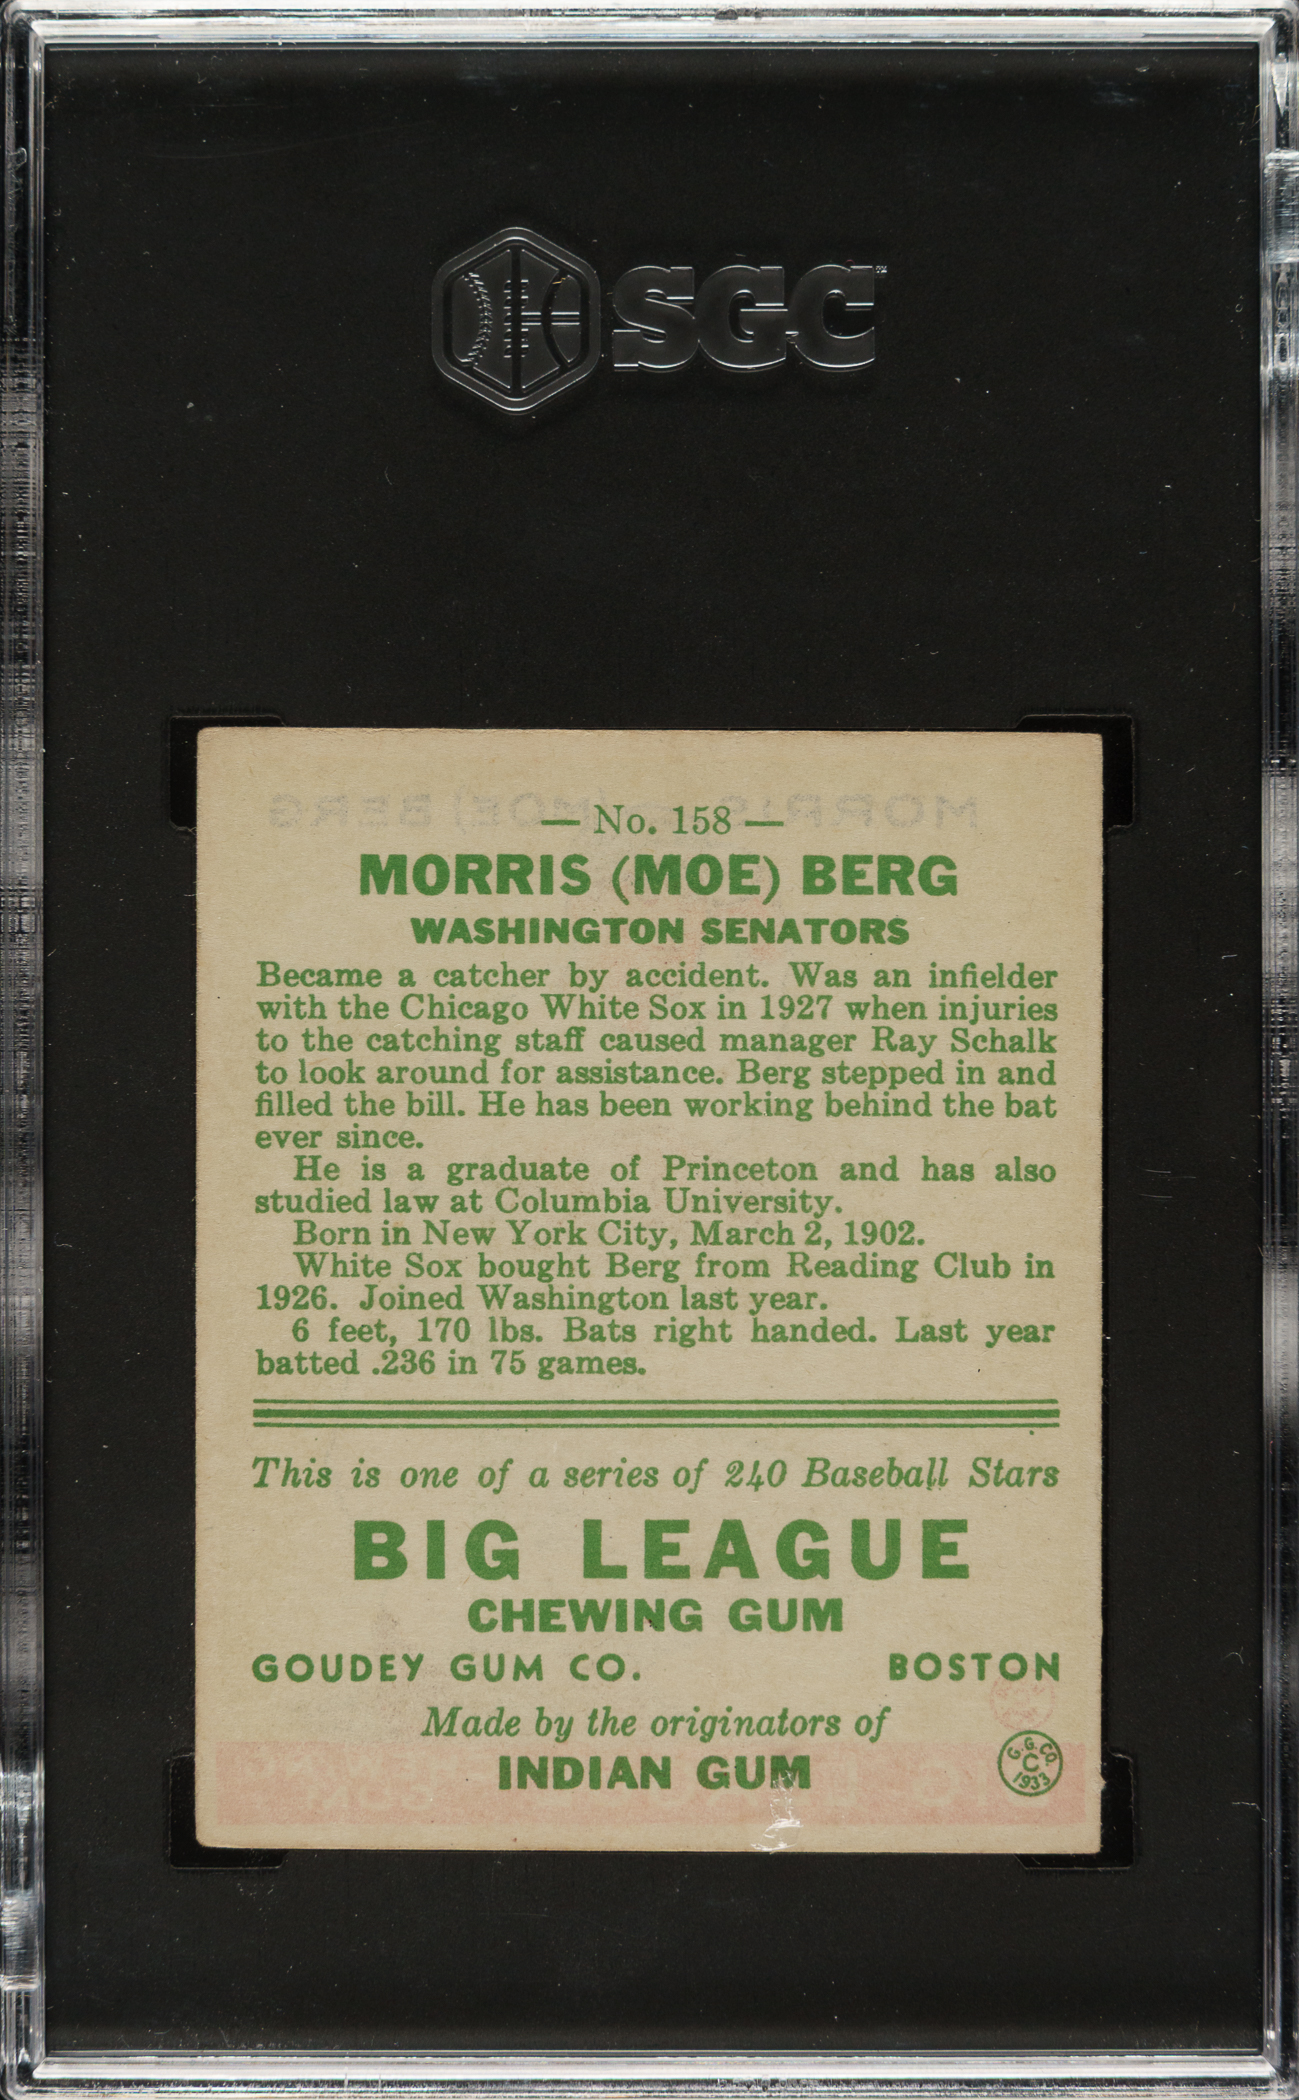 SGC
— No. 158 —
MORRIS (MOE) BERG
WASHINGTON SENATORS
Became a catcher by accident. Was an infielder
with the Chicago White Sox in 1927 when injuries
to the catching staff caused manager Ray Schalk
to look around for assistance. Berg stepped in and
filled the bill. He has been working behind the bat
ever since.
He is a graduate of Princeton and has also
studied law at Columbia University.
Born in New York City, March 2, 1902.
White Sox bought Berg from Reading Club in
1926. Joined Washington last year.
6 feet, 170 lbs. Bats right handed. Last year
batted .236 in 75 games.
This is one of a series of 240 Baseball Stars
BIG LEAGUE
CHEWING GUM
GOUDEY GUM CO. BOSTON
Made by the originators of
INDIAN GUM
G. G. CO.
C
1933